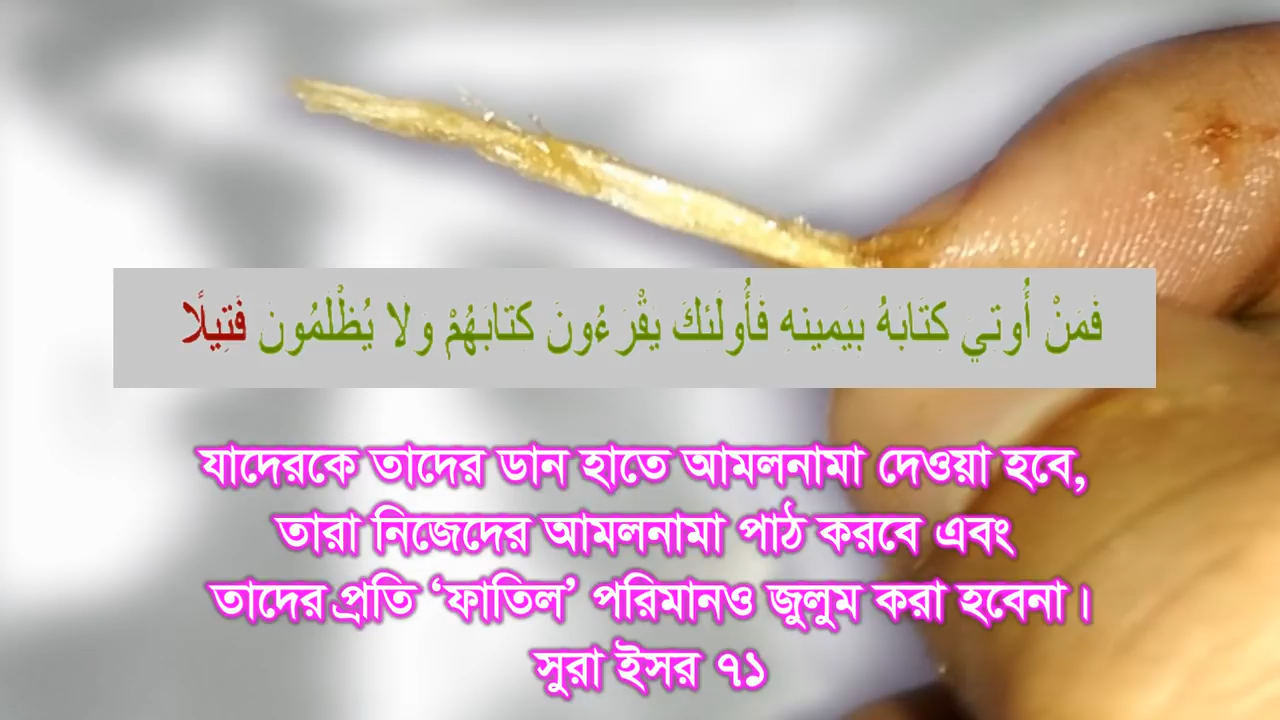 فَمَنْ أُوتِيَ كِتَابَهُ بِيَمِينِهِ فَأُولَئِكَ يَقْرَءُونَ كِتَابَهُمْ وَلَا يُظْلَمُونَ فَتِيلًا
যাদেরকে তাদের ডান হাতে আমলনামা দেওয়া হবে,
তারা নিজেদের আমলনামা পাঠ করবে এবং
তাদের প্রতি ‘ফাতিল’ পরিমানও জুলুম করা হবেনা।
সুরা ইসর ৭১